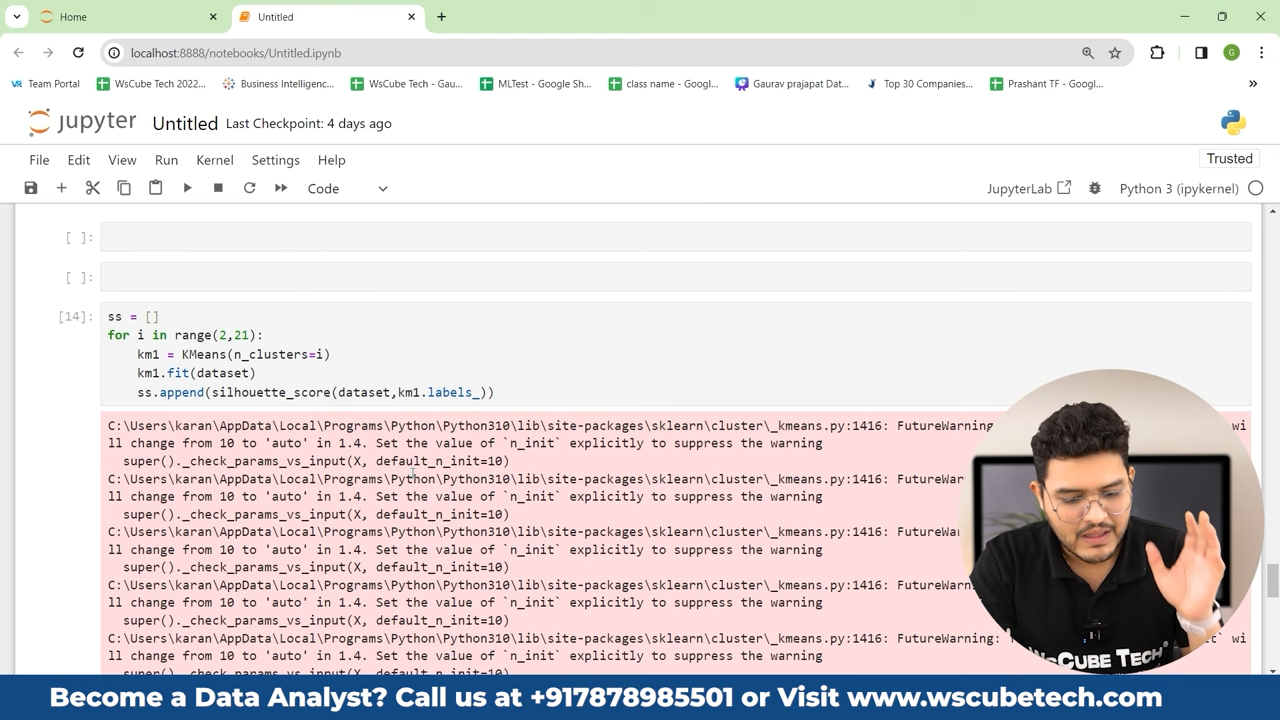 Home
Untitled
localhost:8888/notebooks/Untitled.ipynb
G
VR Team Portal
WsCube Tech 2022...
Business Intelligenc...
WsCube Tech - Gau...
MLTest - Google Sh...
class name - Googl...
Gaurav prajapat Dat...
Top 30 Companies...
Prashant TF - Googl...
jupyter Untitled Last Checkpoint: 4 days ago
File Edit View Run Kernel Settings Help
Trusted
Code
JupyterLab
Python 3 (ipykernel)
[ ]:
[ ]:
[14]: ss = []
for i in range(2,21):
    km1 = KMeans(n_clusters=i)
    km1.fit(dataset)
    ss.append(silhouette_score(dataset,km1.labels_))
C:\Users\karan\AppData\Local\Programs\Python\Python310\lib\site-packages\sklearn\cluster\_kmeans.py:1416: FutureWarning wi
ll change from 10 to 'auto' in 1.4. Set the value of `n_init` explicitly to suppress the warning
  super()._check_params_vs_input(X, default_n_init=10)
C:\Users\karan\AppData\Local\Programs\Python\Python310\lib\site-packages\sklearn\cluster\_kmeans.py:1416: FutureWarn
ll change from 10 to 'auto' in 1.4. Set the value of `n_init` explicitly to suppress the warning
  super()._check_params_vs_input(X, default_n_init=10)
C:\Users\karan\AppData\Local\Programs\Python\Python310\lib\site-packages\sklearn\cluster\_kmeans.py:1416: FutureWa
ll change from 10 to 'auto' in 1.4. Set the value of `n_init` explicitly to suppress the warning
  super()._check_params_vs_input(X, default_n_init=10)
C:\Users\karan\AppData\Local\Programs\Python\Python310\lib\site-packages\sklearn\cluster\_kmeans.py:1416: FutureWarn
ll change from 10 to 'auto' in 1.4. Set the value of `n_init` explicitly to suppress the warning
  super()._check_params_vs_input(X, default_n_init=10)
C:\Users\karan\AppData\Local\Programs\Python\Python310\lib\site-packages\sklearn\cluster\_kmeans.py:1416: FutureWarning: wi
ll change from 10 to 'auto' in 1.4. Set the value of `n_init` explicitly to suppress the warning
  super()._check_params_vs_input(X, default_n_init=10)
WsCUBE TECH
Become a Data Analyst? Call us at +917878985501 or Visit www.wscubetech.com